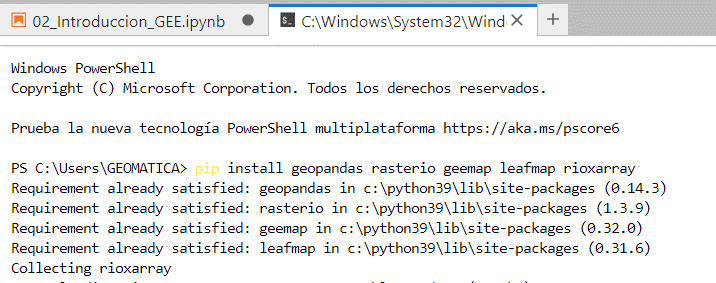 02_Introduccion_GEE.ipynb
C:\Windows\System32\Wind
Windows PowerShell
Copyright (C) Microsoft Corporation. Todos los derechos reservados.
Prueba la nueva tecnología PowerShell multiplataforma https://aka.ms/pscore6
PS C:\Users\GEOMATICA> pip install geopandas rasterio geemap leafmap rioxarray
Requirement already satisfied: geopandas in c:\python39\lib\site-packages (0.14.3)
Requirement already satisfied: rasterio in c:\python39\lib\site-packages (1.3.9)
Requirement already satisfied: geemap in c:\python39\lib\site-packages (0.32.0)
Requirement already satisfied: leafmap in c:\python39\lib\site-packages (0.31.6)
Collecting rioxarray